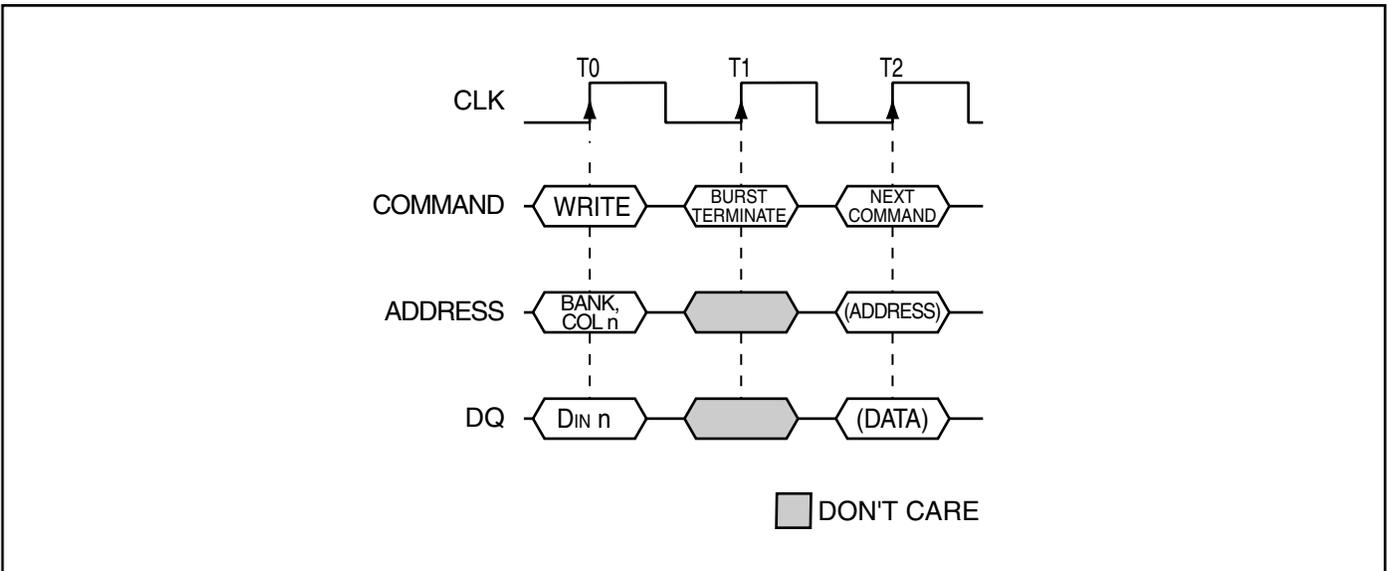 T0 T1 T2
CLK
COMMAND WRITE BURST TERMINATE NEXT COMMAND
ADDRESS BANK, COL n (ADDRESS)
DQ DIN n (DATA)
DON'T CARE